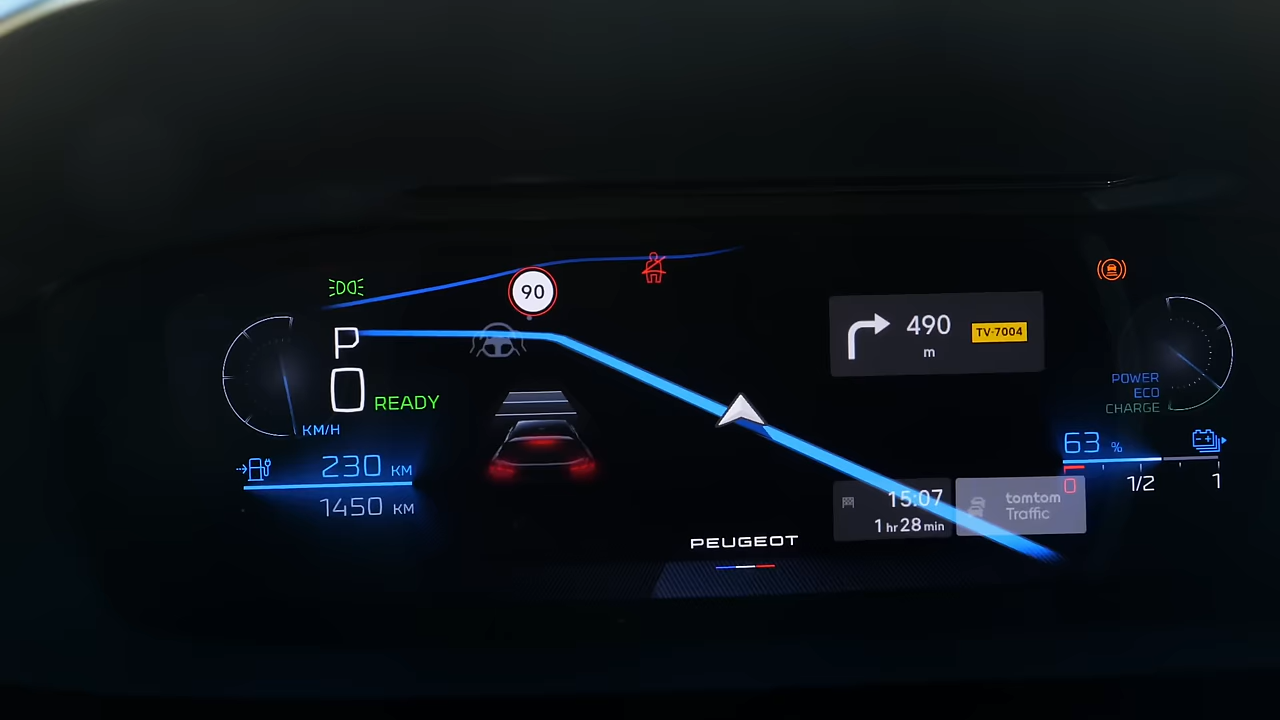 90
P
0
READY
KM/H
230 KM
1450 KM
490
m
TV-7004
15:07
1 hr 28 min
tomtom
Traffic
PEUGEOT
POWER
ECO
CHARGE
63 %
0
1/2
1